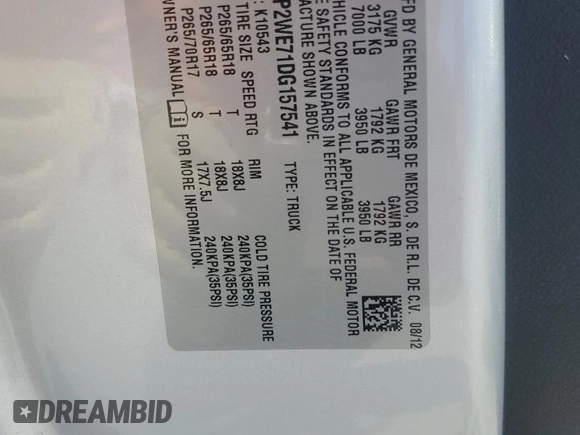 FD BY GENERAL MOTORS DE MEXICO, S. DE R.L. DE C.V. 08/12
GVWR GAWR FRT GAWR RR
3175 KG 1792 KG 1792 KG
7000 LB 3950 LB 3950 LB
HICLE CONFORMS TO ALL APPLICABLE U.S. FEDERAL MOTOR
E SAFETY STANDARDS IN EFFECT ON THE DATE OF
FACTURE SHOWN ABOVE.
P2WE71DG157541 TYPE: TRUCK
: K10543
TIRE SIZE SPEED RTG RIM COLD TIRE PRESSURE
P265/65R18 T 18X8J 240KPA(35PSI)
P265/65R18 T 18X8J 240KPA(35PSI)
P265/70R17 S 17X7.5J 240KPA(35PSI)
WNER'S MANUAL FOR MORE INFORMATION.
DREAMBID